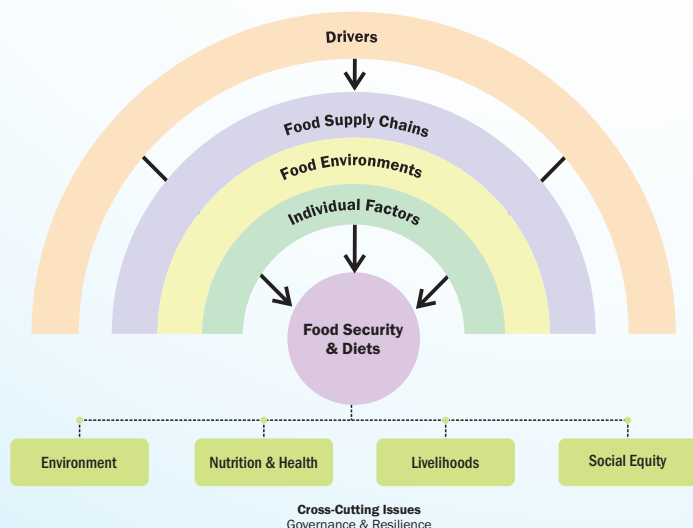 Drivers
Food Supply Chains
Food Environments
Individual Factors
Food Security
& Diets
Environment
Nutrition & Health
Livelihoods
Social Equity
Cross-Cutting Issues
Governance & Resilience